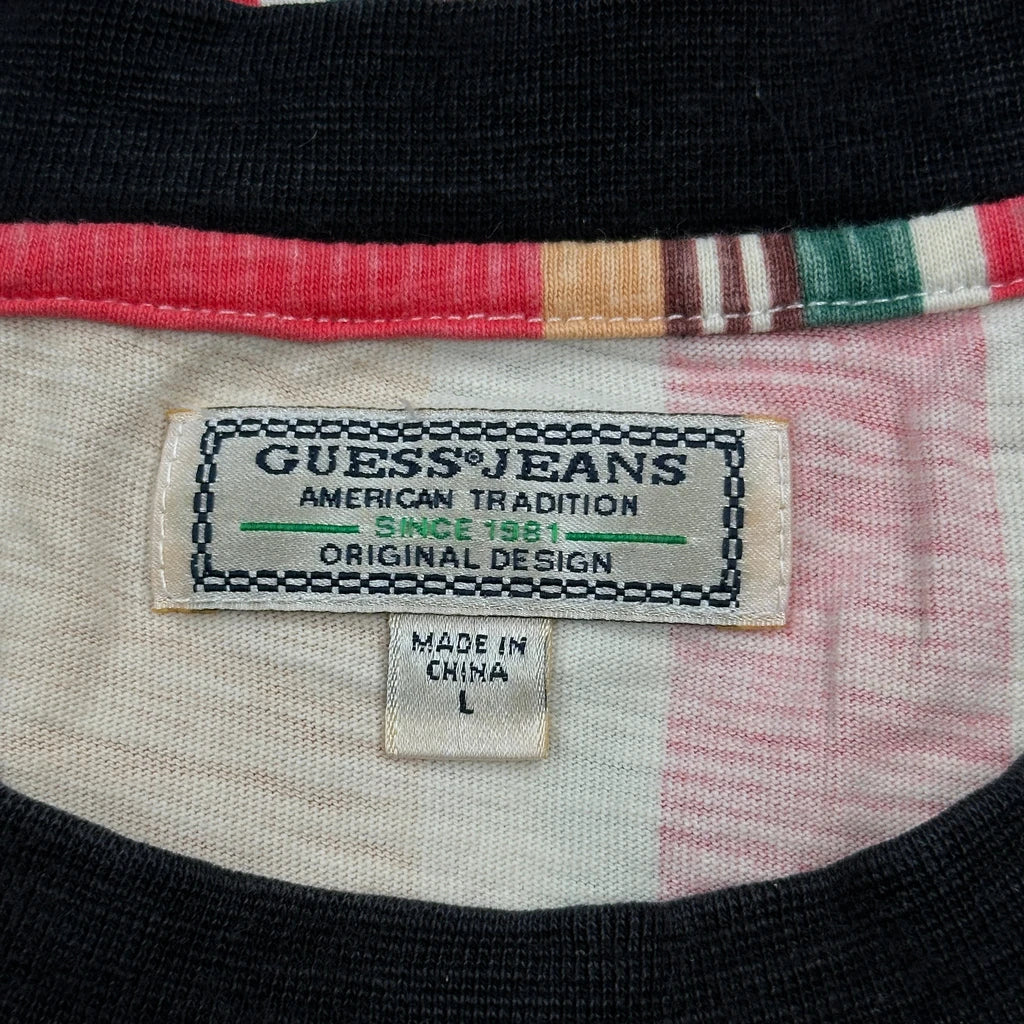 GUESS®JEANS
AMERICAN TRADITION
SINCE 1981
ORIGINAL DESIGN
MADE IN
CHINA
L